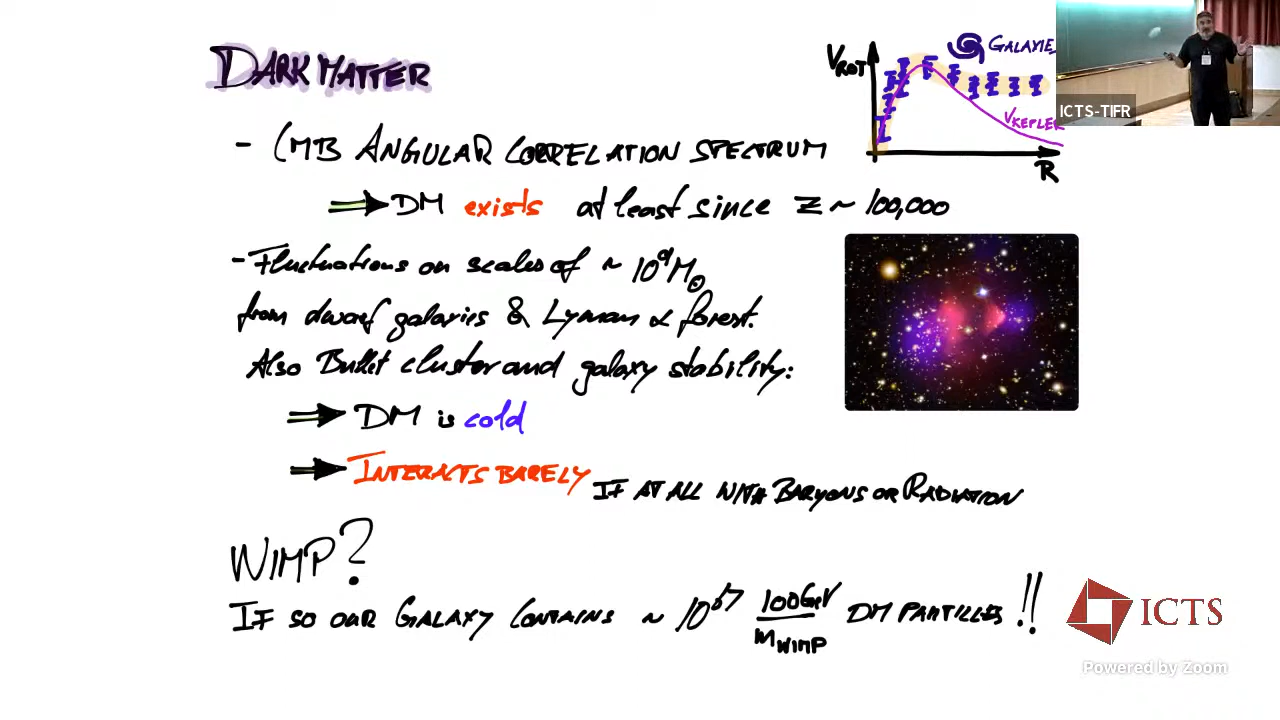 DARK MATTER
VROT
GALAXIE
VKEPLER
R
ICTS-TIFR
- CMB ANGULAR CORRELATION SPECTRUM
⟹ DM exists at least since Z ~ 100,000
- Fluctuations on scales of ~ 10⁹ M⊙
from dwarf galaxies & Lyman α forest.
Also Bullet cluster and galaxy stability:
⟹ DM is cold
⟹ INTERACTS BARELY IF AT ALL WITH BARYONS OR RADIATION
WIMP?
IF SO OUR GALAXY CONTAINS ~ 10⁶⁷ 100GeV/mWIMP DM PARTICLES !!
ICTS
Powered by Zoom